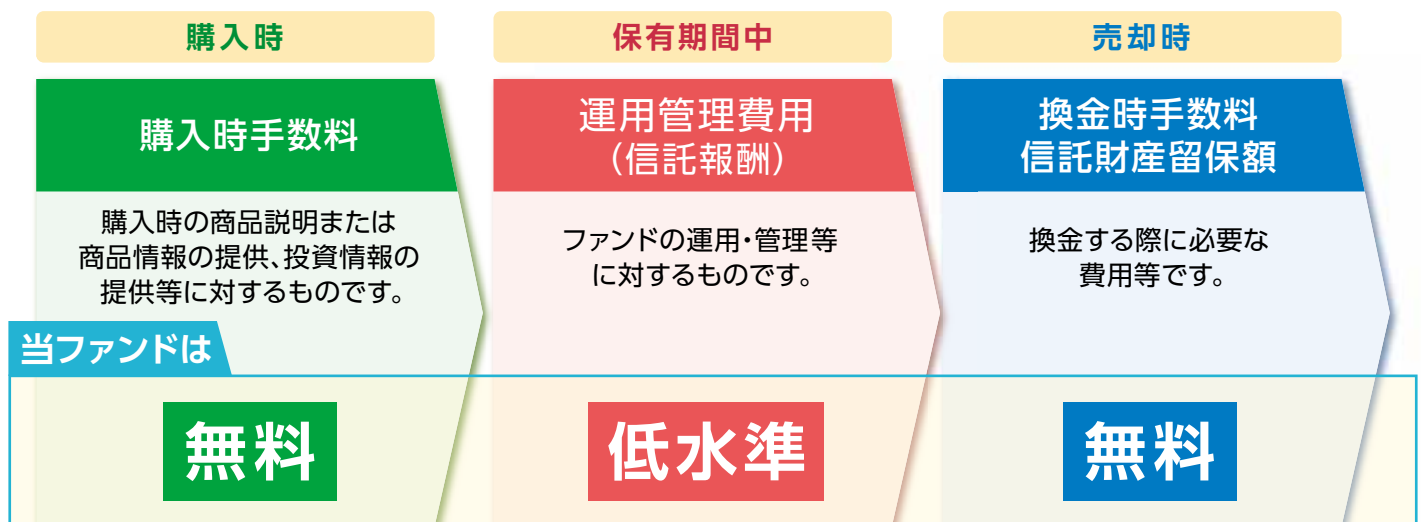 購入時
保有期間中
売却時
購入時手数料
運用管理費用
(信託報酬)
換金時手数料
信託財産留保額
購入時の商品説明または
商品情報の提供、投資情報の
提供等に対するものです。
ファンドの運用・管理等
に対するものです。
換金する際に必要な
費用等です。
当ファンドは
無料
低水準
無料